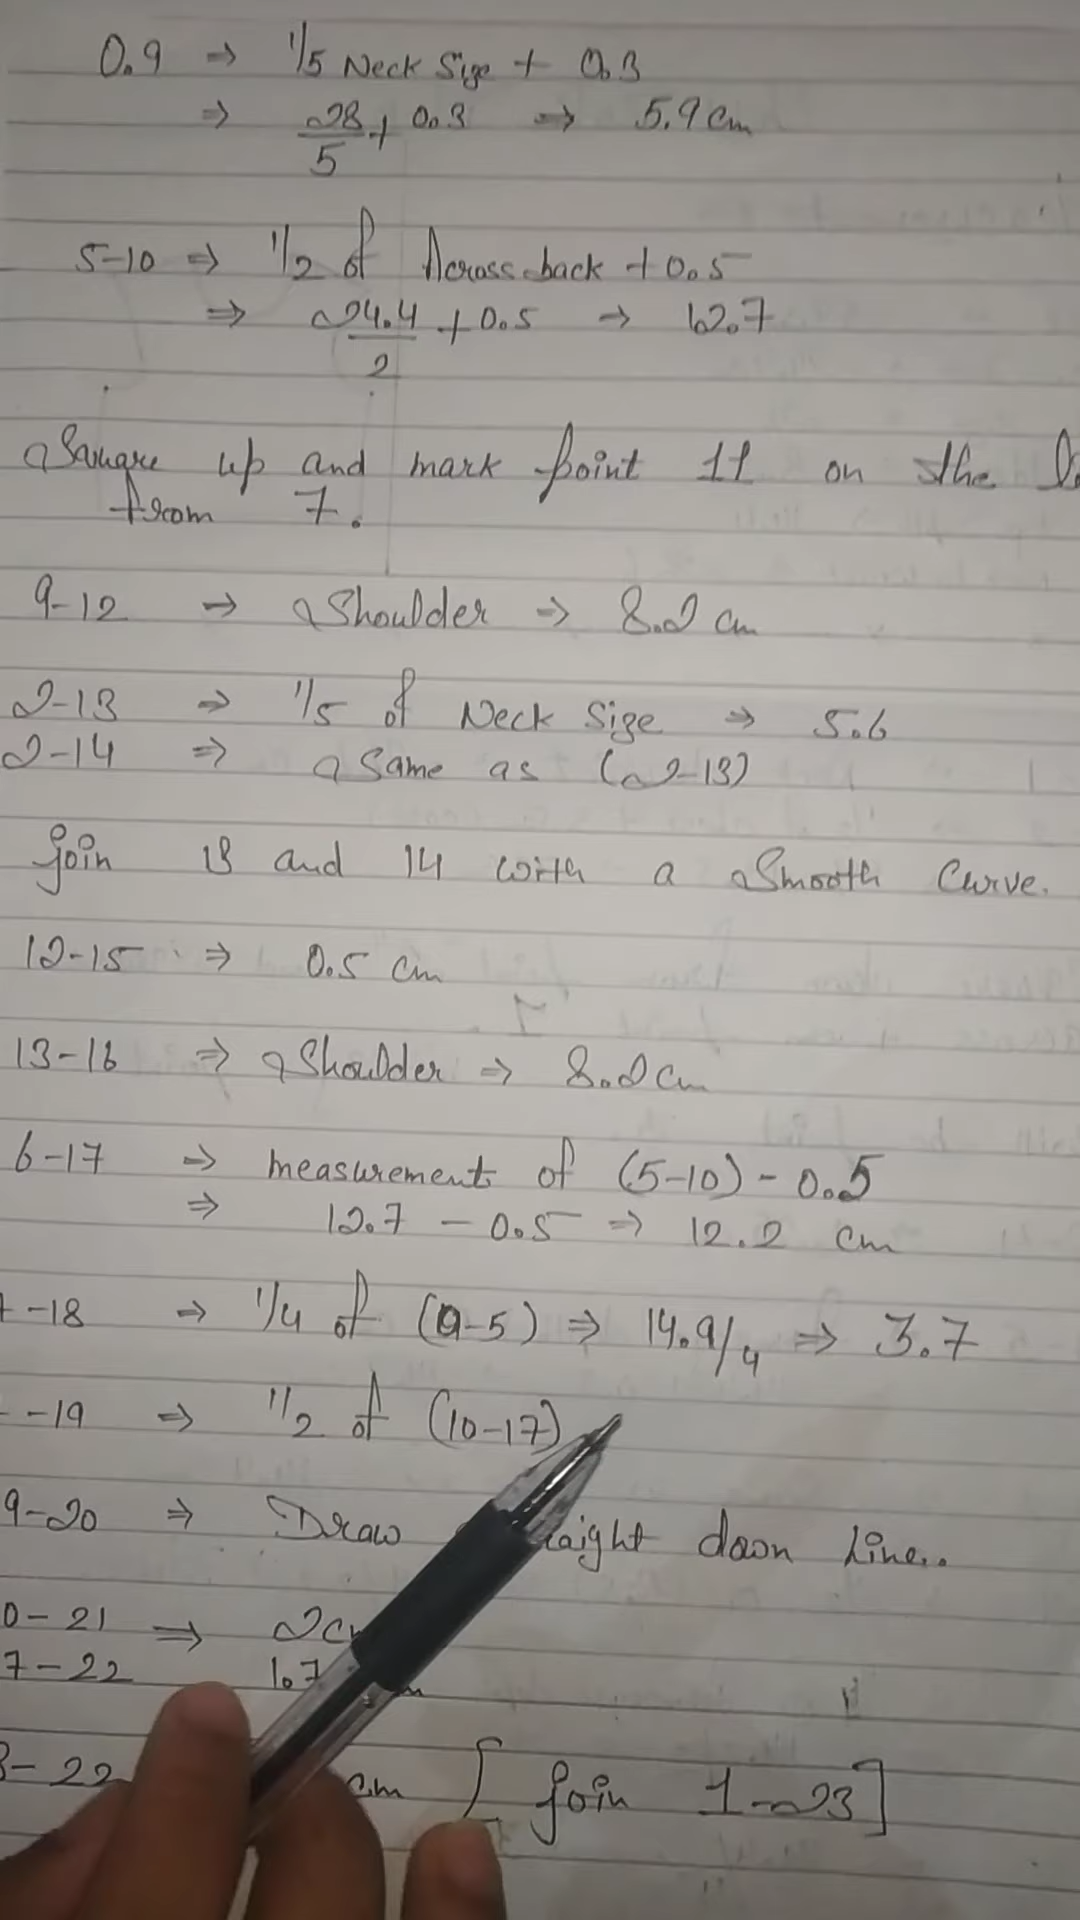 0.9 ⇒ 1/5 Neck Size + 0.3
⇒ 28/5 + 0.3 ⇒ 5.9 cm
5-10 ⇒ 1/2 of Across back + 0.5
⇒ 24.4/2 + 0.5 → 12.7
Square up and mark point 11 on the
from 7.
9-12 ⇒ Shoulder ⇒ 8.2 cm
2-13 ⇒ 1/5 of Neck Size ⇒ 5.6
2-14 ⇒ Same as (2-13)
join 13 and 14 with a Smooth Curve.
12-15 ⇒ 0.5 cm
13-16 ⇒ Shoulder ⇒ 8.2 cm
6-17 ⇒ measurement of (5-10) - 0.5
⇒ 12.7 - 0.5 ⇒ 12.2 cm
-18 ⇒ 1/4 of (0-5) ⇒ 14.9/4 ⇒ 3.7
-19 ⇒ 1/2 of (10-17)
9-20 ⇒ Draw down line..
0-21 ⇒ 2cm
7-22 1.7
-22 cm [join 1-23]